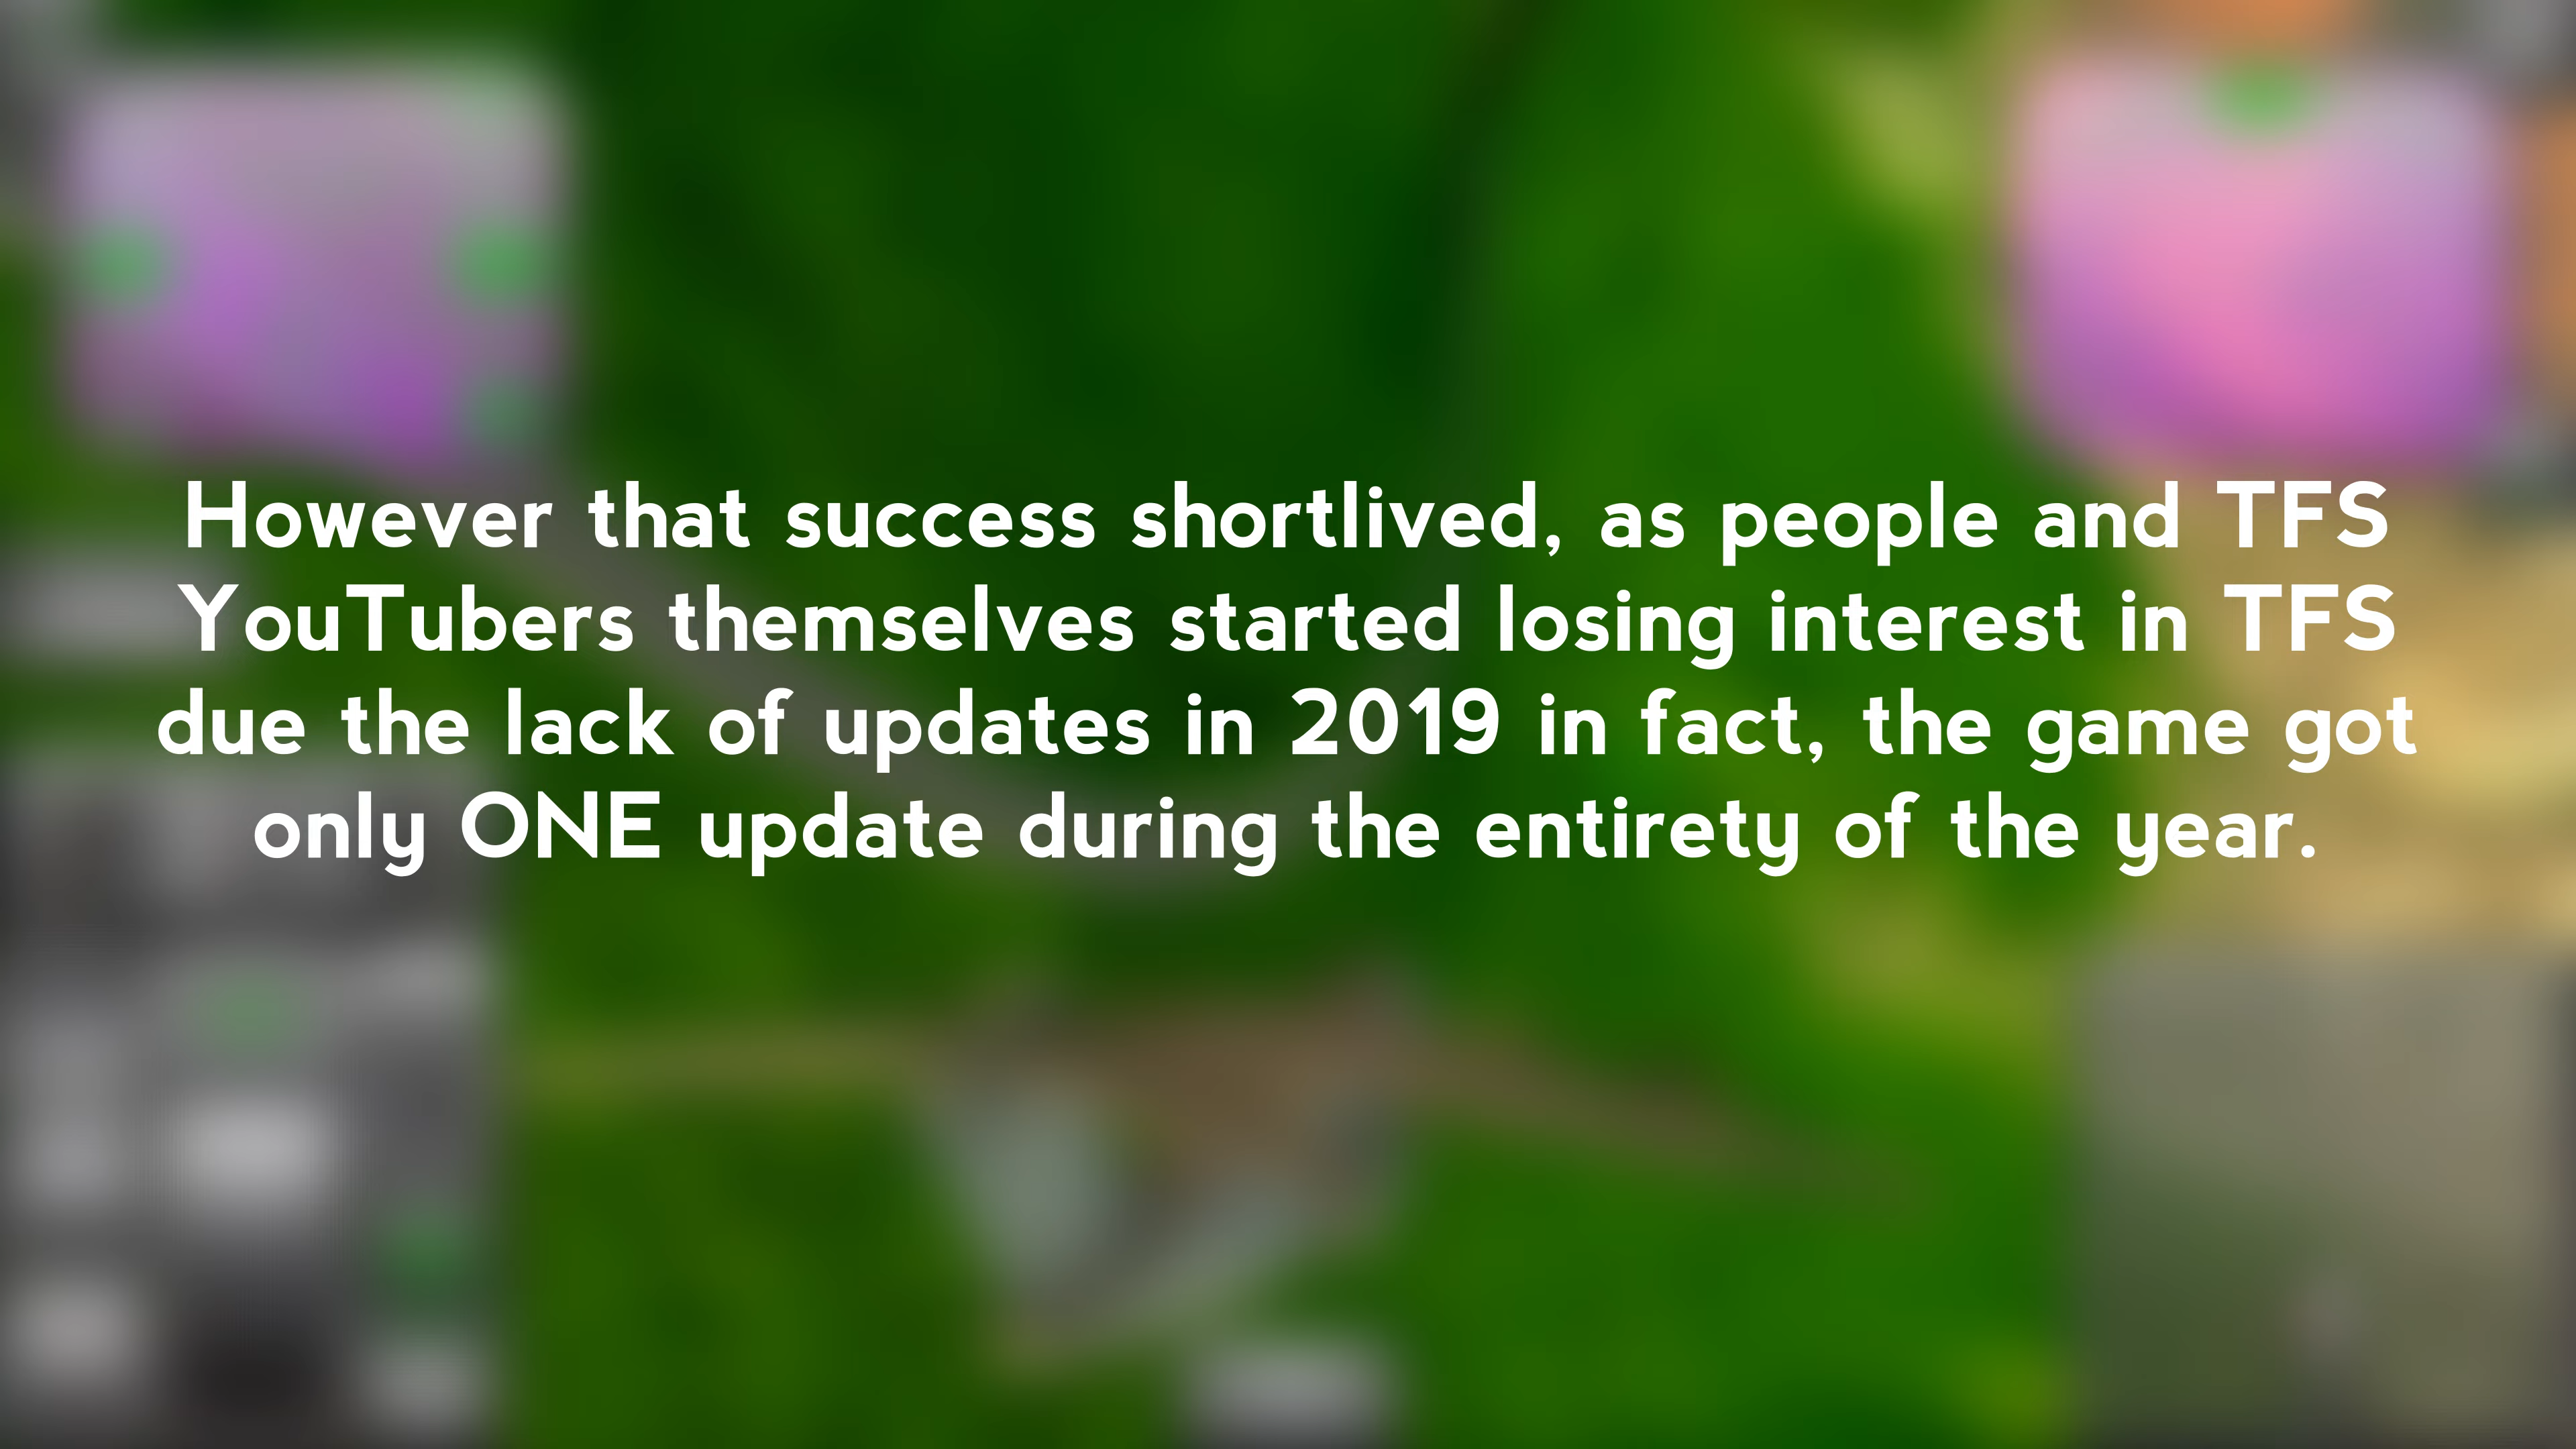 However that success shortlived, as people and TFS
YouTubers themselves started losing interest in TFS
due the lack of updates in 2019 in fact, the game got
only ONE update during the entirety of the year.